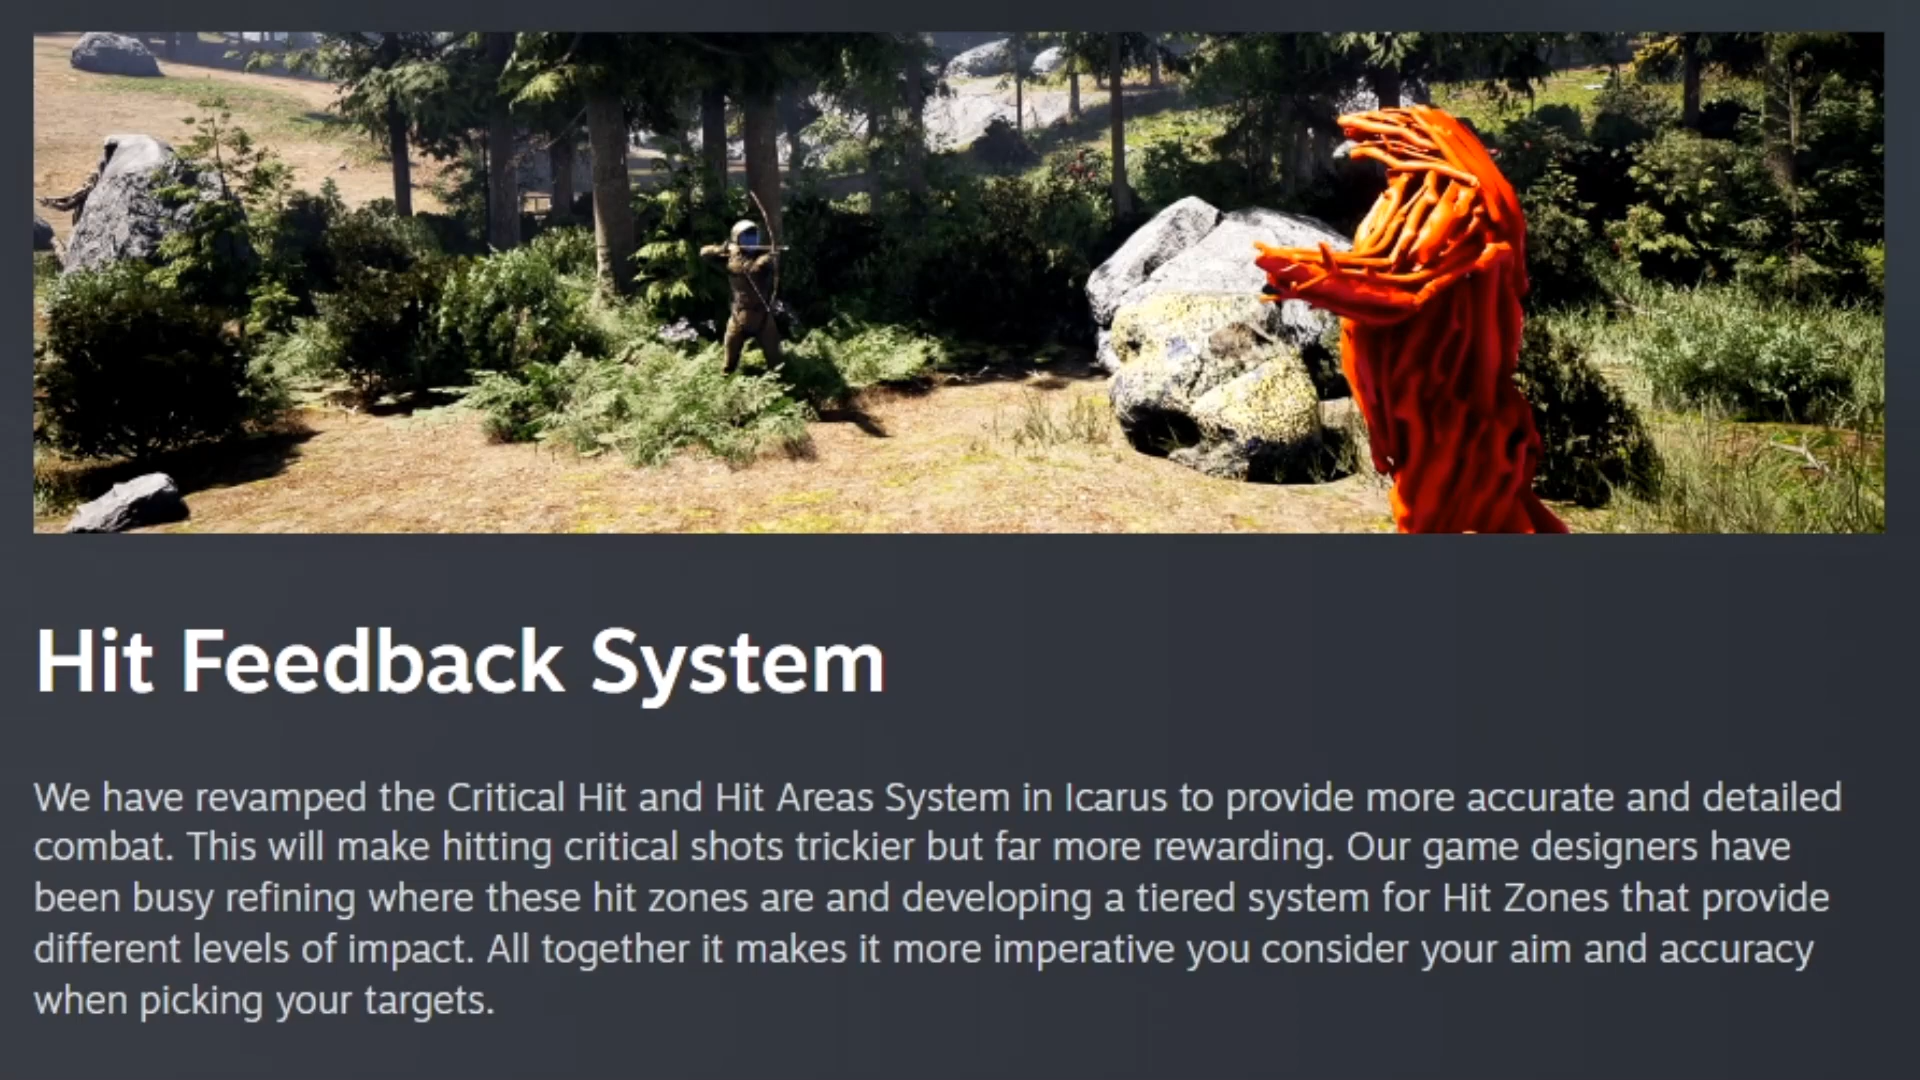 Hit Feedback System
We have revamped the Critical Hit and Hit Areas System in Icarus to provide more accurate and detailed
combat. This will make hitting critical shots trickier but far more rewarding. Our game designers have
been busy refining where these hit zones are and developing a tiered system for Hit Zones that provide
different levels of impact. All together it makes it more imperative you consider your aim and accuracy
when picking your targets.